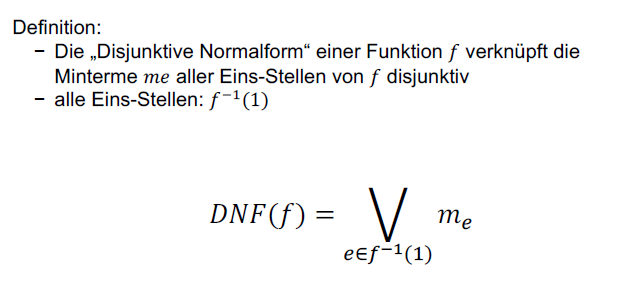 Definition:
− Die „Disjunktive Normalform“ einer Funktion 𝑓 verknüpft die
Minterme 𝑚𝑒 aller Eins-Stellen von 𝑓 disjunktiv
− alle Eins-Stellen: 𝑓⁻¹(1)
𝐷𝑁𝐹(𝑓) = ⋁ 𝑚ₑ
𝑒∈𝑓⁻¹(1)